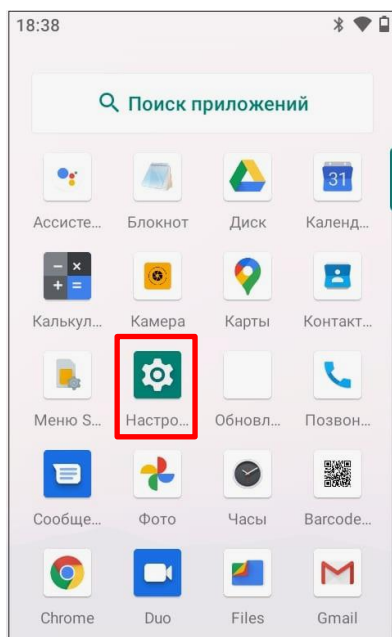 18:38
Поиск приложений
31
Ассисте... Блокнот Диск Календ...
Калькул... Камера Карты Контакт...
Меню S... Настро... Обновл... Позвон...
Сообще... Фото Часы Barcode...
Chrome Duo Files Gmail